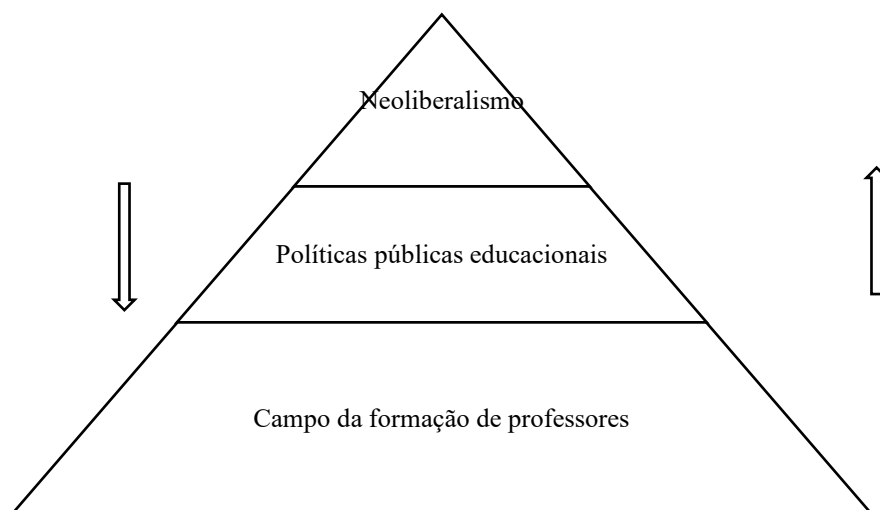 Neoliberalismo
Políticas públicas educacionais
Campo da formação de professores